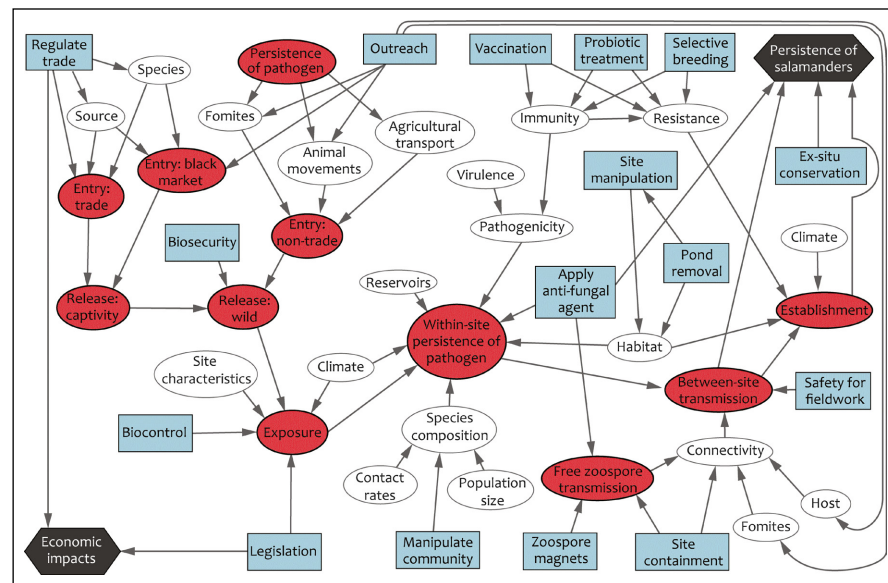 Regulate
trade
Species
Source
Persistence
of pathogen
Outreach
Fomites
Agricultural
transport
Animal
movements
Entry: black
market
Entry:
trade
Entry:
non-trade
Biosecurity
Release:
captivity
Release:
wild
Vaccination
Probiotic
treatment
Selective
breeding
Persistence of
salamanders
Immunity
Resistance
Ex-situ
conservation
Site
manipulation
Virulence
Pathogenicity
Climate
Pond
removal
Apply
anti-fungal
agent
Reservoirs
Within-site
persistence of
pathogen
Habitat
Establishment
Site
characteristics
Climate
Between-site
transmission
Safety for
fieldwork
Biocontrol
Exposure
Species
composition
Connectivity
Contact
rates
Population
size
Free zoospore
transmission
Host
Fomites
Economic
impacts
Legislation
Manipulate
community
Zoospore
magnets
Site
containment